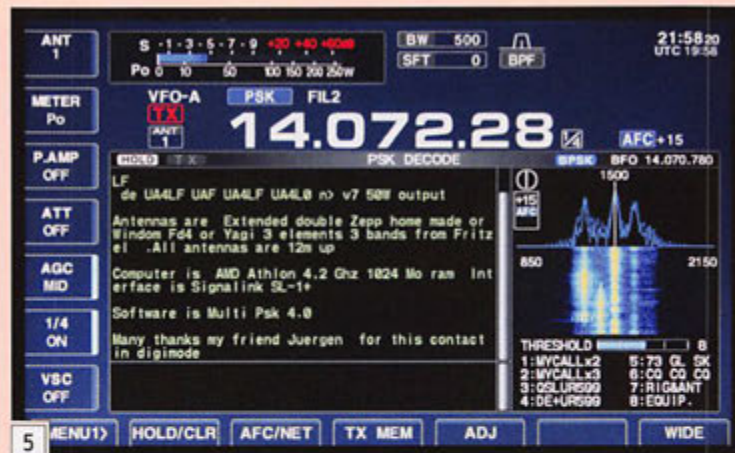 ANT
1
S 1 3 5 7 9 +20 +40 +60dB
Po 0 10 50 100 150 200 250W
BW 500
SFT 0
BPF
21:58 20
UTC 19:58
METER
Po
VFO-A PSK FIL2
TX
ANT
1
14.072.28
1/4
AFC +15
P.AMP
OFF
HOLD TX PSK DECODE BPSK BFO 14.070.780
LF
de UA4LF UAF UA4LF UA4L0 n> v7 50W output
Antennas are Extended double Zepp home made or
Windom Fd4 or Yagi 3 elements 3 bands from Fritz
el .All antennas are 12m up
Computer is AMD Athlon 4.2 Ghz 1024 Mo ram Int
erface is Signalink SL-1+
Software is Multi Psk 4.0
Many thanks my friend Juergen for this contact
in digimode
+15
AFC
1500
850 2150
THRESHOLD 8
1:MYCALLx2 5:73 GL SK
2:MYCALLx3 6:CQ CQ CQ
3:QSLUR599 7:RIG&ANT
4:DE+UR599 8:EQUIP.
ATT
OFF
AGC
MID
1/4
ON
VSC
OFF
5
MENU1> HOLD/CLR AFC/NET TX MEM ADJ WIDE